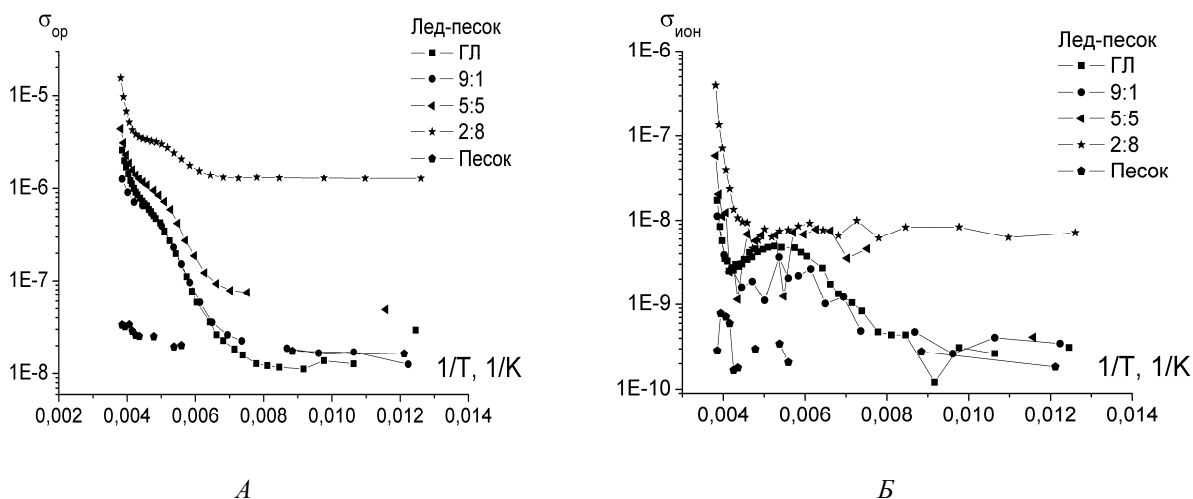 σор
Лед-песок
ГЛ
9:1
5:5
2:8
Песок
1E-5
1E-6
1E-7
1E-8
1/T, 1/K
0,002 0,004 0,006 0,008 0,010 0,012 0,014
А
σион
Лед-песок
ГЛ
9:1
5:5
2:8
Песок
1E-6
1E-7
1E-8
1E-9
1E-10
1/T, 1/K
0,004 0,006 0,008 0,010 0,012 0,014
Б